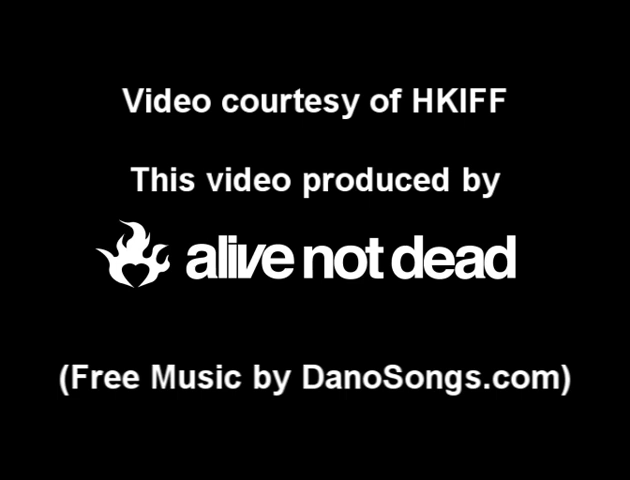 Video courtesy of HKIFF
This video produced by
alive not dead
(Free Music by DanoSongs.com)